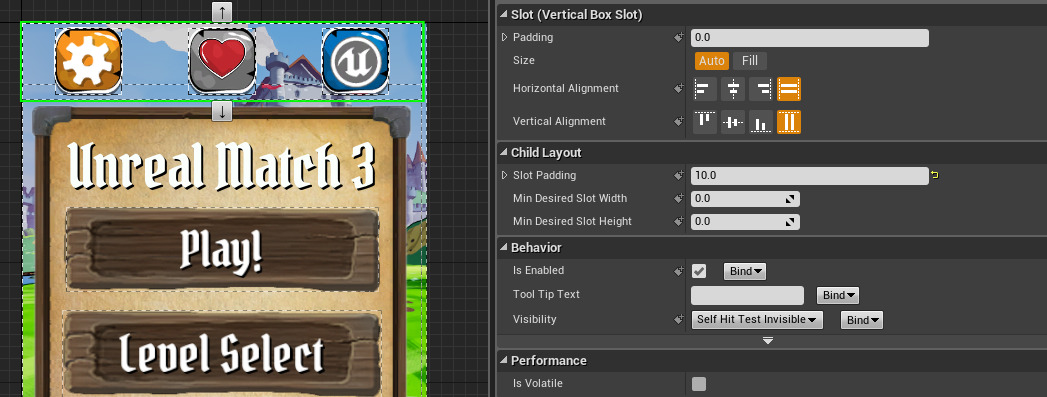 Unreal Match 3
Play!
Level Select
Slot (Vertical Box Slot)
Padding
0.0
Size
Auto
Fill
Horizontal Alignment
Vertical Alignment
Child Layout
Slot Padding
10.0
Min Desired Slot Width
0.0
Min Desired Slot Height
0.0
Behavior
Is Enabled
Bind
Tool Tip Text
Bind
Visibility
Self Hit Test Invisible
Bind
Performance
Is Volatile